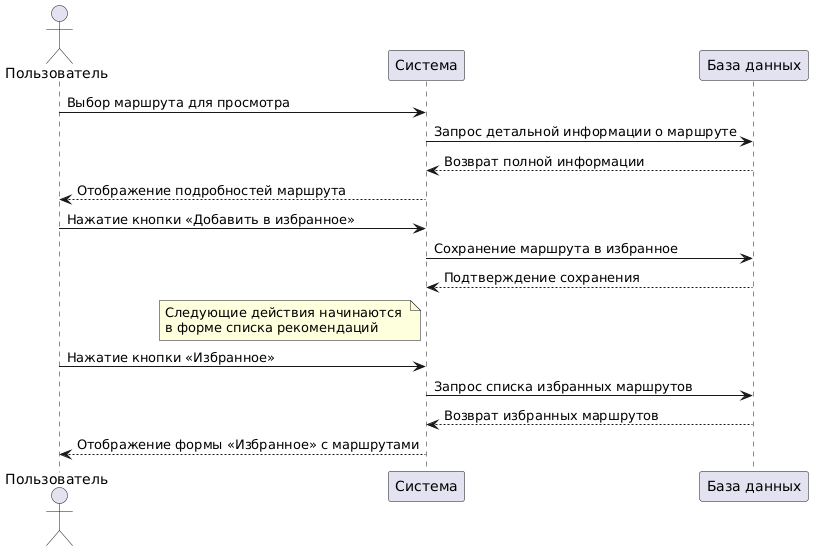 Пользователь
Система
База данных
Выбор маршрута для просмотра
Запрос детальной информации о маршруте
Возврат полной информации
Отображение подробностей маршрута
Нажатие кнопки «Добавить в избранное»
Сохранение маршрута в избранное
Подтверждение сохранения
Следующие действия начинаются
в форме списка рекомендаций
Нажатие кнопки «Избранное»
Запрос списка избранных маршрутов
Возврат избранных маршрутов
Отображение формы «Избранное» с маршрутами
Пользователь
Система
База данных